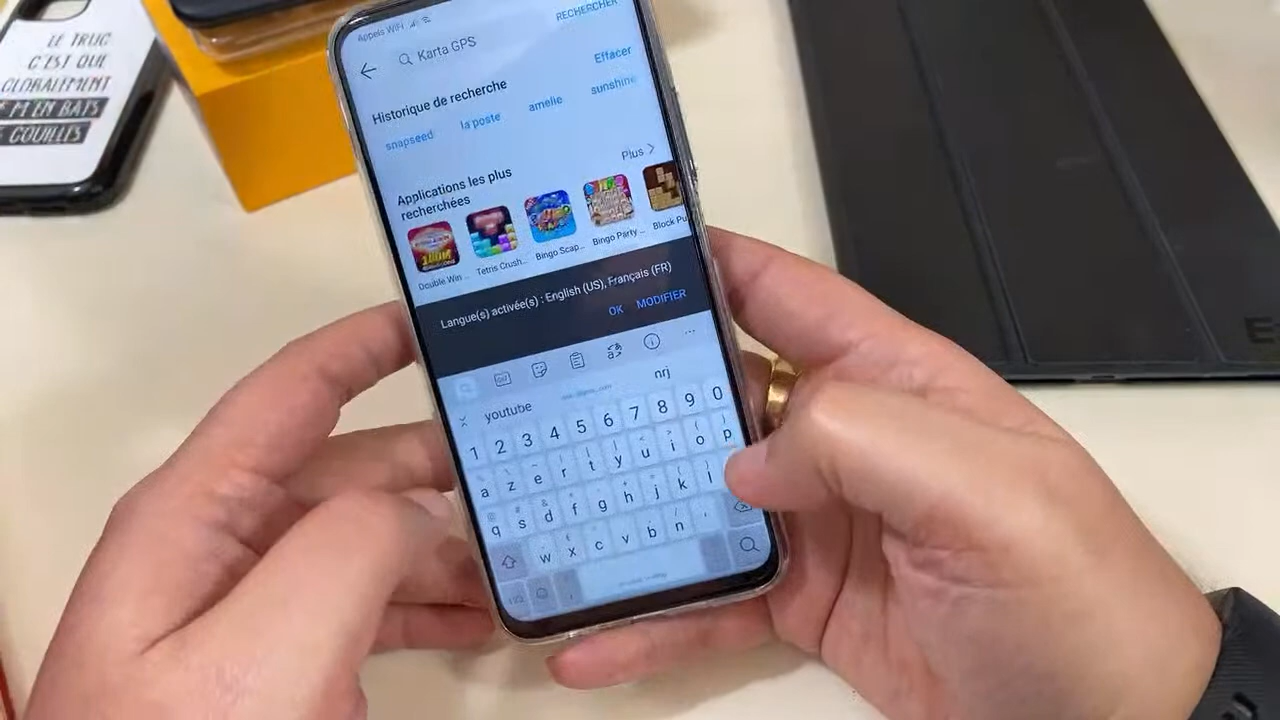 LE TRUC
C'EST QUE
GLOBALEMENT
M'EN BATS
COUILLES
Appels WiFi
RECHERCHER
Karta GPS
Historique de recherche
Effacer
snapseed
la poste
amelie
sunshine
Applications les plus
recherchées
Plus
Double Win ...
Tetris Crush...
Bingo Scap...
Bingo Party ...
Block Pu
Langue(s) activée(s) : English (US), Français (FR)
OK MODIFIER
GIF
youtube
nrj
1 2 3 4 5 6 7 8 9 0
a z e r t y u i o p
q s d f g h j k l
w x c v b n '
E